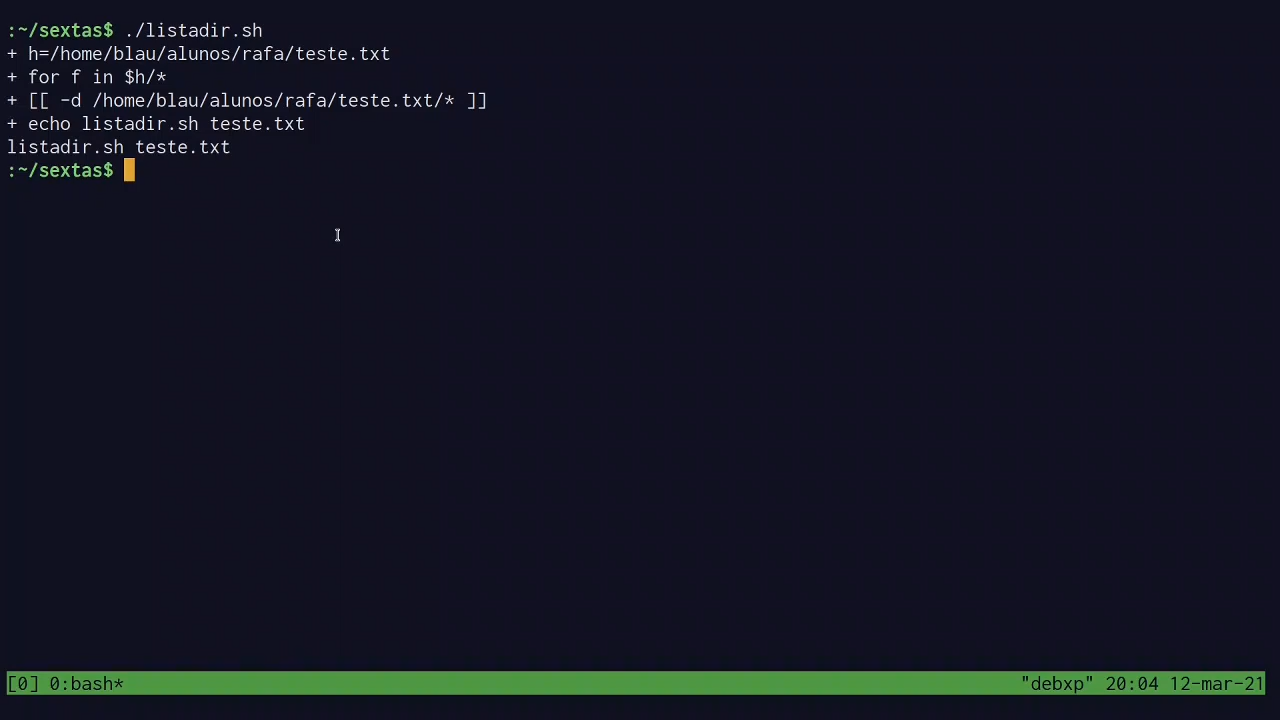 :~/sextas$ ./listadir.sh
+ h=/home/blau/alunos/rafa/teste.txt
+ for f in $h/*
+ [[ -d /home/blau/alunos/rafa/teste.txt/* ]]
+ echo listadir.sh teste.txt
listadir.sh teste.txt
:~/sextas$
[0] 0:bash* "debxp" 20:04 12-mar-21